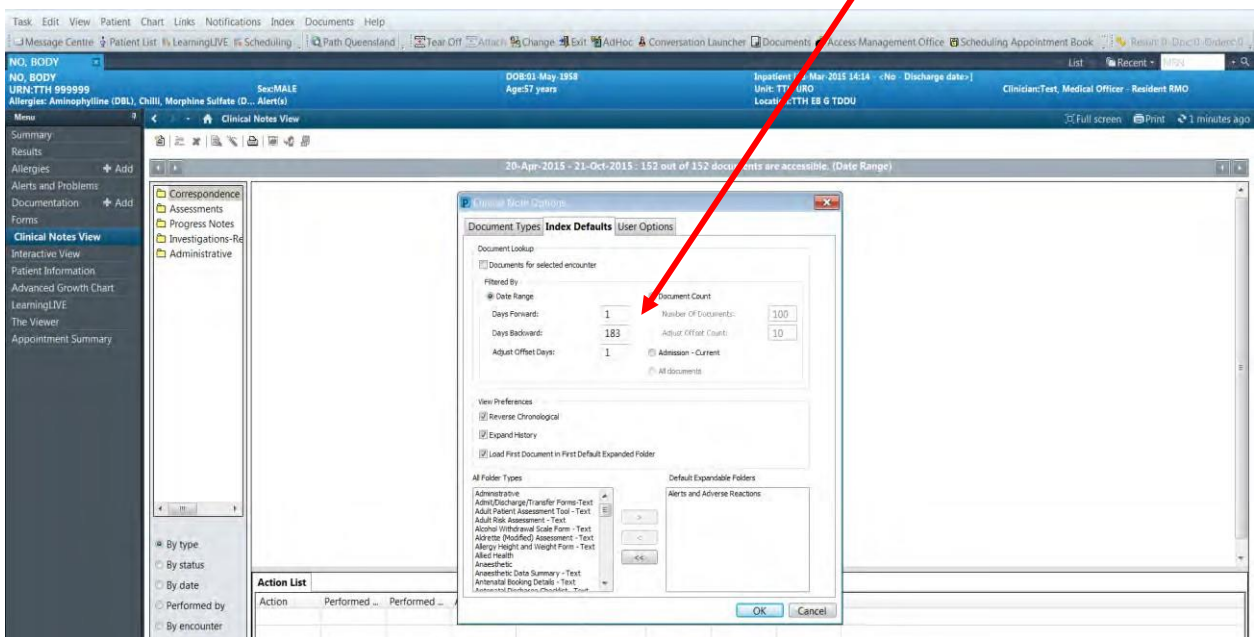 Task Edit View Patient Chart Links Notifications Index Documents Help
Message Centre Patient List LearningLIVE Scheduling Path Queensland Tear Off Attach Change Exit AdHoc Conversation Launcher Documents Access Management Office Scheduling Appointment Book
NO, BODY List Recent
NO, BODY DOB:01-May-1958
URN:TTH 999999 Sex:MALE Age:57 years Clinician:Test, Medical Officer - Resident RMO
Allergies: Aminophylline (DBL), Chilli, Morphine Sulfate (D... Alert(s) Location:TTH EB G TDDU
Menu Clinical Notes View Full screen Print 1 minutes ago
Summary
Results
Allergies Add
Alerts and Problems
Documentation Add
Forms
Clinical Notes View
Interactive View
Patient Information
Advanced Growth Chart
LearningLIVE
The Viewer
Appointment Summary
20-Apr-2015 - 21-Oct-2015 : 152 out of 152 documents are accessible. (Date Range)
Correspondence
Assessments
Progress Notes
Investigations-Re
Administrative
By type
By status
By date
Performed by
By encounter
Clinical Note Options
Document Types Index Defaults User Options
Document Lookup
Documents for selected encounter
Filtered By
Date Range Document Count
Days Forward: 1 Number Of Documents: 100
Days Backward: 183 Adjust Offset Count: 10
Adjust Offset Days: 1 Admission - Current
All documents
View Preferences
Reverse Chronological
Expand History
Load First Document in First Default Expanded Folder
All Folder Types Default Expandable Folders
Administrative Alerts and Adverse Reactions
Admit/Discharge/Transfer Forms-Text
Adult Patient Assessment Tool - Text
Adult Risk Assessment - Text
Alcohol Withdrawal Scale Form - Text
Aldrette (Modified) Assessment - Text
Allergy Height and Weight Form - Text
Allied Health
Anaesthetic
Anaesthetic Data Summary - Text
Antenatal Booking Details - Text
Antenatal Discharge Checklist - Text
> 
<
<<
OK Cancel
Action List
Action Performed ... Performed ...